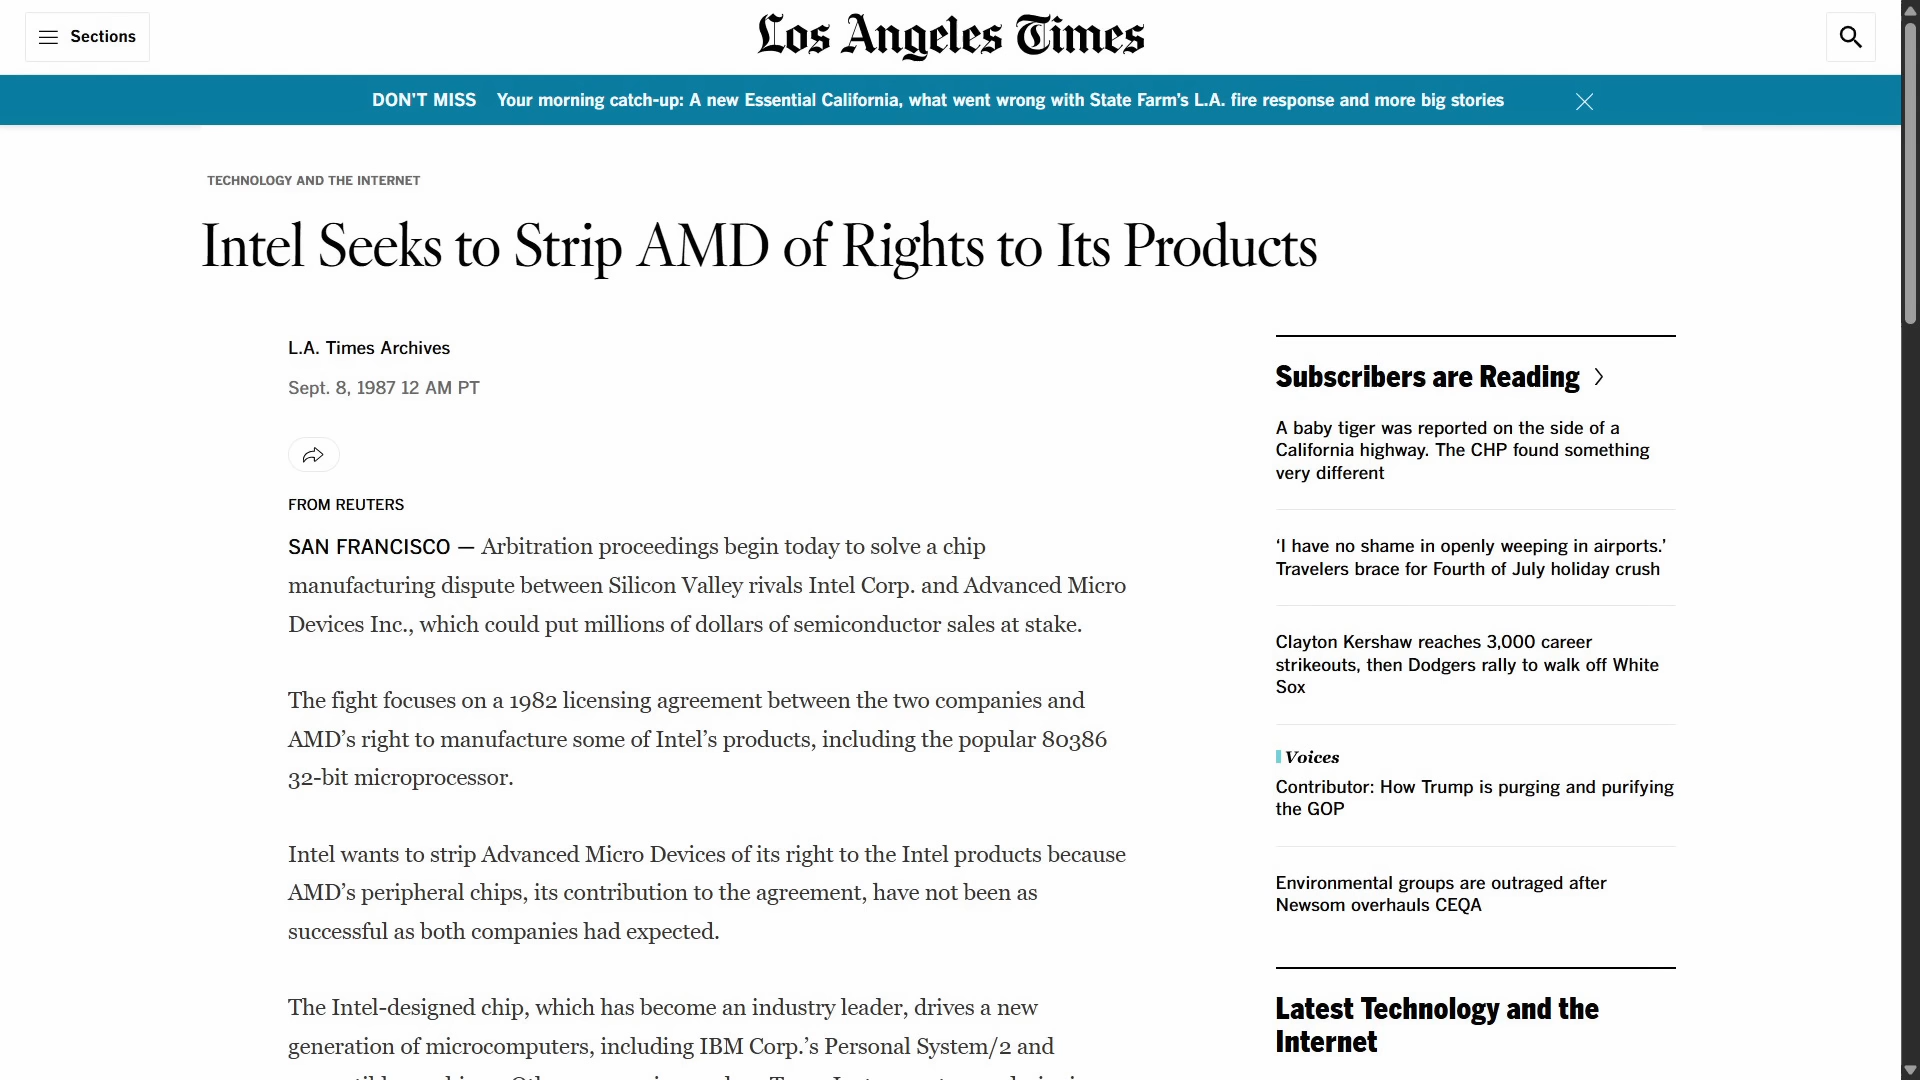 Sections
Los Angeles Times
DON'T MISS Your morning catch-up: A new Essential California, what went wrong with State Farm's L.A. fire response and more big stories
TECHNOLOGY AND THE INTERNET
Intel Seeks to Strip AMD of Rights to Its Products
L.A. Times Archives
Sept. 8, 1987 12 AM PT
FROM REUTERS
SAN FRANCISCO — Arbitration proceedings begin today to solve a chip
manufacturing dispute between Silicon Valley rivals Intel Corp. and Advanced Micro
Devices Inc., which could put millions of dollars of semiconductor sales at stake.
The fight focuses on a 1982 licensing agreement between the two companies and
AMD's right to manufacture some of Intel's products, including the popular 80386
32-bit microprocessor.
Intel wants to strip Advanced Micro Devices of its right to the Intel products because
AMD's peripheral chips, its contribution to the agreement, have not been as
successful as both companies had expected.
The Intel-designed chip, which has become an industry leader, drives a new
generation of microcomputers, including IBM Corp.'s Personal System/2 and
Subscribers are Reading
A baby tiger was reported on the side of a
California highway. The CHP found something
very different
‘I have no shame in openly weeping in airports.’
Travelers brace for Fourth of July holiday crush
Clayton Kershaw reaches 3,000 career
strikeouts, then Dodgers rally to walk off White
Sox
Voices
Contributor: How Trump is purging and purifying
the GOP
Environmental groups are outraged after
Newsom overhauls CEQA
Latest Technology and the
Internet